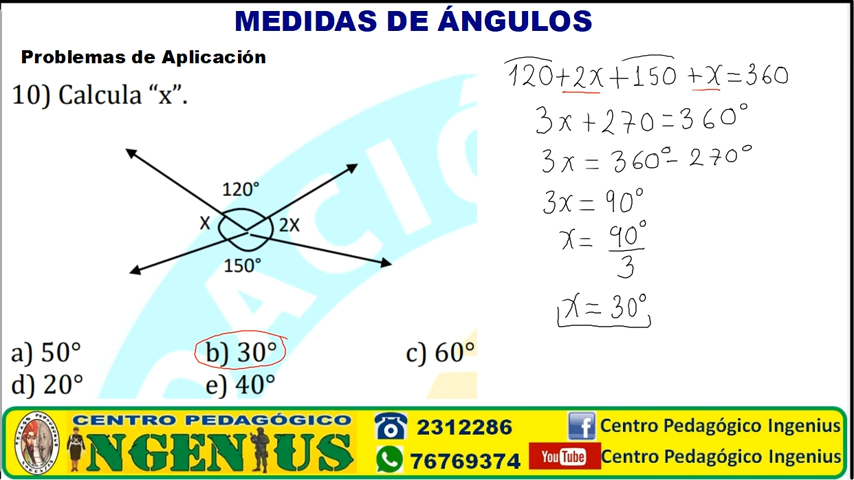 MEDIDAS DE ÁNGULOS
Problemas de Aplicación
10) Calcula “x”.
120°
X
2X
150°
a) 50°
b) 30°
c) 60°
d) 20°
e) 40°
120+2x+150+x=360
3x+270=360°
3x=360°-270°
3x=90°
x=90°/3
x=30°
CENTRO PEDAGÓGICO
INGENIUS
2312286
76769374
Centro Pedagógico Ingenius
YouTube
Centro Pedagógico Ingenius